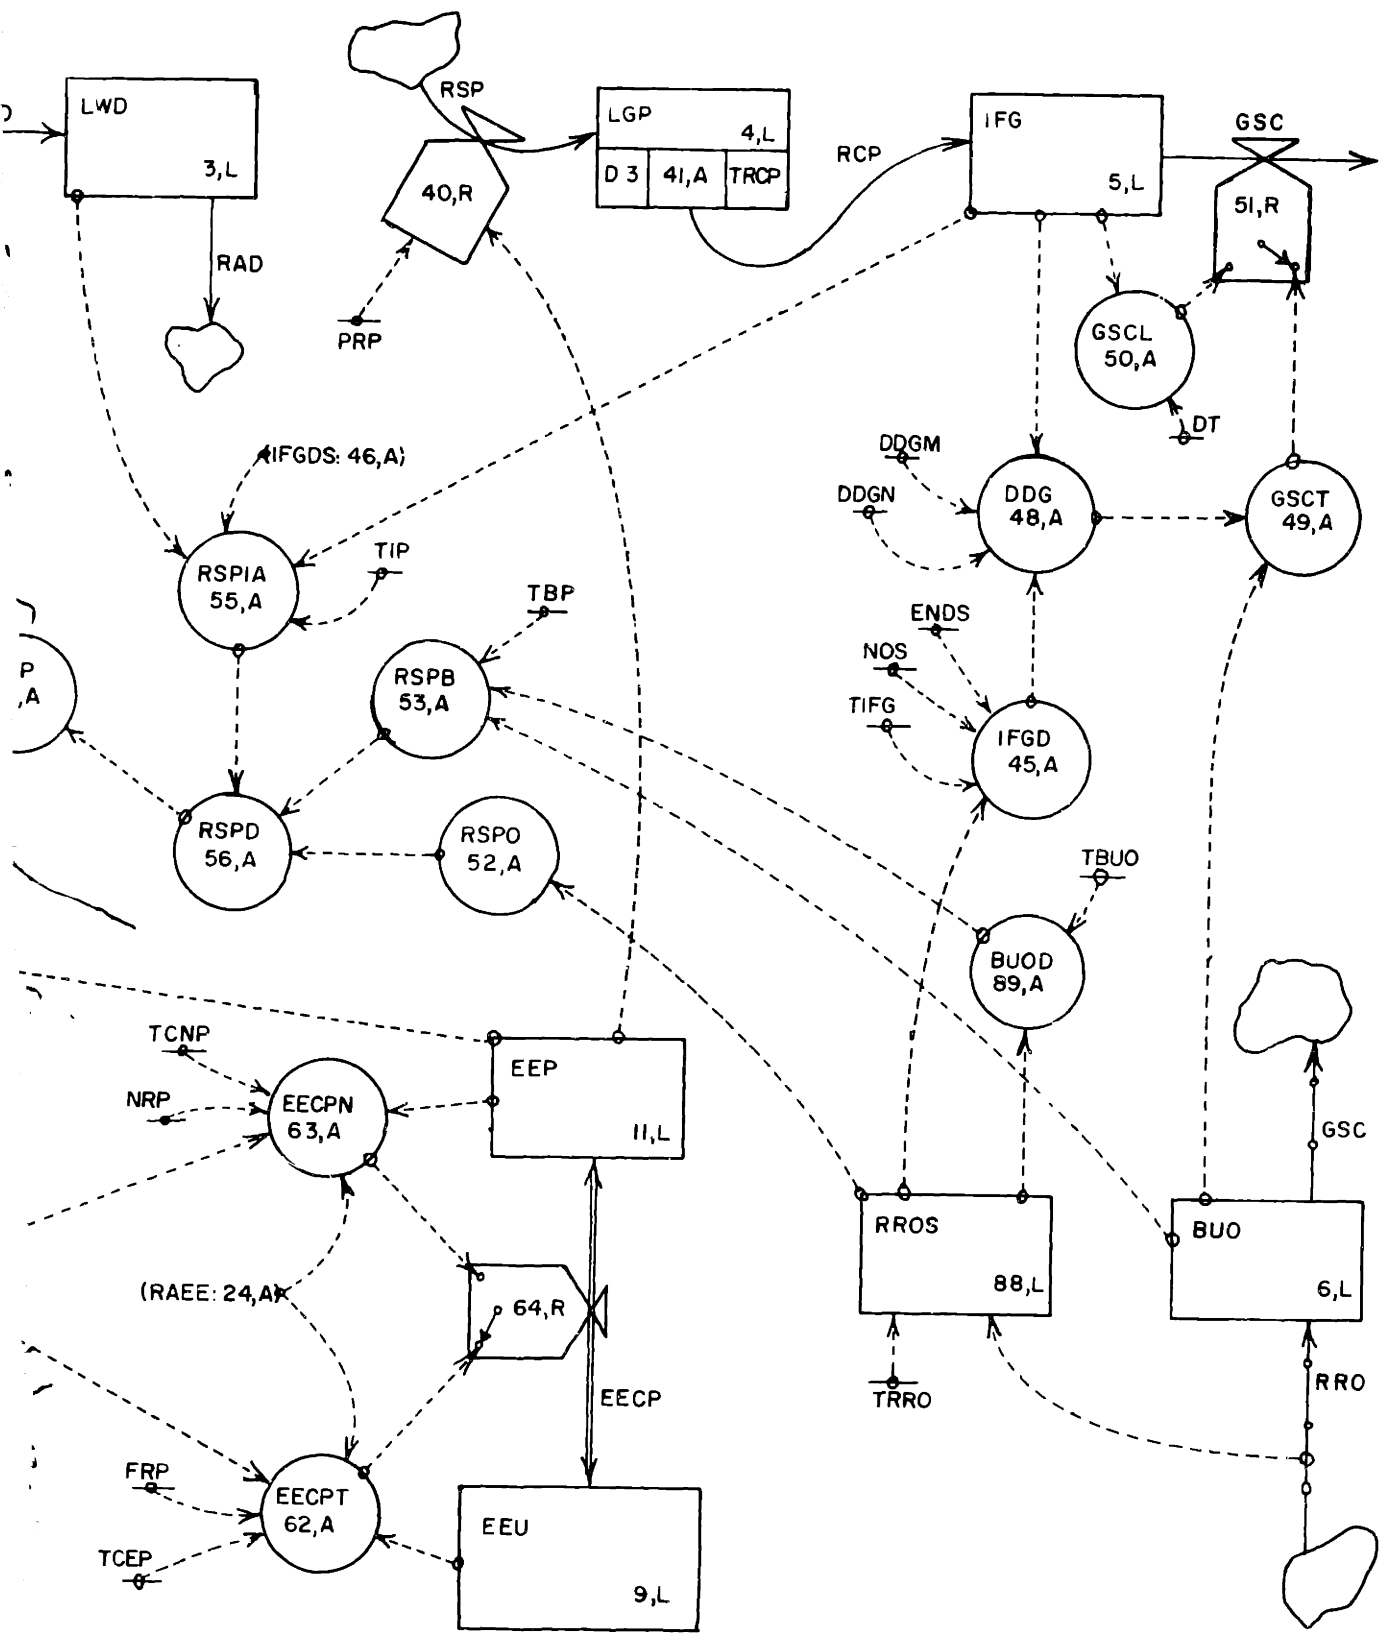 LWD
3,L
RAD
RSP
40,R
PRP
LGP
4,L
D 3 41,A TRCP
RCP
IFG
5,L
GSC
51,R
GSCL
50,A
DT
(IFGDS: 46,A)
DDGM
DDGN
DDG
48,A
GSCT
49,A
RSPIA
55,A
TIP
TBP
RSPB
53,A
ENDS
NOS
TIFG
IFGD
45,A
P
,A
RSPD
56,A
RSPO
52,A
TBUO
BUOD
89,A
TCNP
NRP
EECPN
63,A
EEP
11,L
GSC
RROS
88,L
BUO
6,L
(RAEE: 24,A)
64,R
EECP
TRRO
RRO
FRP
TCEP
EECPT
62,A
EEU
9,L